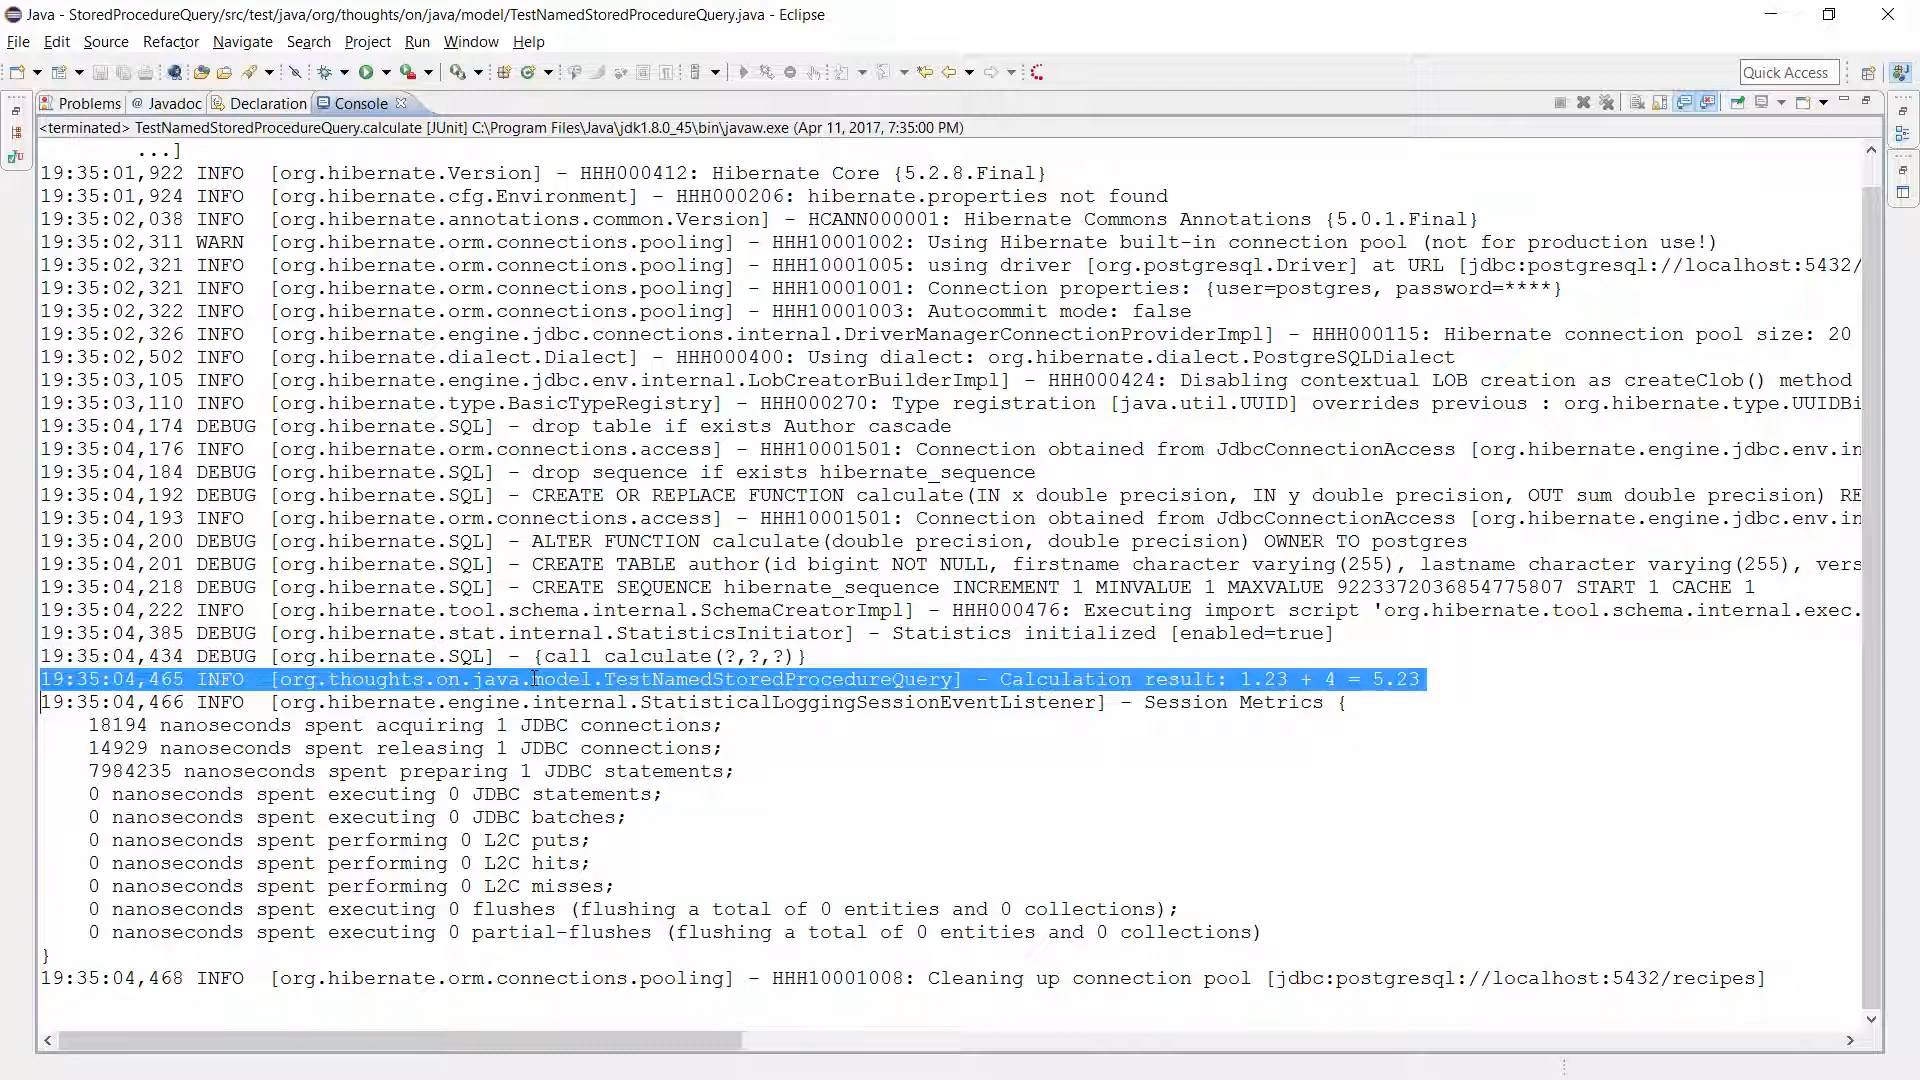 Java - StoredProcedureQuery/src/test/java/org/thoughts/on/java/model/TestNamedStoredProcedureQuery.java - Eclipse
File Edit Source Refactor Navigate Search Project Run Window Help
Quick Access
Problems @ Javadoc Declaration Console
<terminated> TestNamedStoredProcedureQuery.calculate [JUnit] C:\Program Files\Java\jdk1.8.0_45\bin\javaw.exe (Apr 11, 2017, 7:35:00 PM)
...]
19:35:01,922 INFO [org.hibernate.Version] - HHH000412: Hibernate Core {5.2.8.Final}
19:35:01,924 INFO [org.hibernate.cfg.Environment] - HHH000206: hibernate.properties not found
19:35:02,038 INFO [org.hibernate.annotations.common.Version] - HCANN000001: Hibernate Commons Annotations {5.0.1.Final}
19:35:02,311 WARN [org.hibernate.orm.connections.pooling] - HHH10001002: Using Hibernate built-in connection pool (not for production use!)
19:35:02,321 INFO [org.hibernate.orm.connections.pooling] - HHH10001005: using driver [org.postgresql.Driver] at URL [jdbc:postgresql://localhost:5432/
19:35:02,321 INFO [org.hibernate.orm.connections.pooling] - HHH10001001: Connection properties: {user=postgres, password=****}
19:35:02,322 INFO [org.hibernate.orm.connections.pooling] - HHH10001003: Autocommit mode: false
19:35:02,326 INFO [org.hibernate.engine.jdbc.connections.internal.DriverManagerConnectionProviderImpl] - HHH000115: Hibernate connection pool size: 20
19:35:02,502 INFO [org.hibernate.dialect.Dialect] - HHH000400: Using dialect: org.hibernate.dialect.PostgreSQLDialect
19:35:03,105 INFO [org.hibernate.engine.jdbc.env.internal.LobCreatorBuilderImpl] - HHH000424: Disabling contextual LOB creation as createClob() method
19:35:03,110 INFO [org.hibernate.type.BasicTypeRegistry] - HHH000270: Type registration [java.util.UUID] overrides previous : org.hibernate.type.UUIDBi
19:35:04,174 DEBUG [org.hibernate.SQL] - drop table if exists Author cascade
19:35:04,176 INFO [org.hibernate.orm.connections.access] - HHH10001501: Connection obtained from JdbcConnectionAccess [org.hibernate.engine.jdbc.env.in
19:35:04,184 DEBUG [org.hibernate.SQL] - drop sequence if exists hibernate_sequence
19:35:04,192 DEBUG [org.hibernate.SQL] - CREATE OR REPLACE FUNCTION calculate(IN x double precision, IN y double precision, OUT sum double precision) RE
19:35:04,193 INFO [org.hibernate.orm.connections.access] - HHH10001501: Connection obtained from JdbcConnectionAccess [org.hibernate.engine.jdbc.env.in
19:35:04,200 DEBUG [org.hibernate.SQL] - ALTER FUNCTION calculate(double precision, double precision) OWNER TO postgres
19:35:04,201 DEBUG [org.hibernate.SQL] - CREATE TABLE author(id bigint NOT NULL, firstname character varying(255), lastname character varying(255), vers
19:35:04,218 DEBUG [org.hibernate.SQL] - CREATE SEQUENCE hibernate_sequence INCREMENT 1 MINVALUE 1 MAXVALUE 9223372036854775807 START 1 CACHE 1
19:35:04,222 INFO [org.hibernate.tool.schema.internal.SchemaCreatorImpl] - HHH000476: Executing import script 'org.hibernate.tool.schema.internal.exec.
19:35:04,385 DEBUG [org.hibernate.stat.internal.StatisticsInitiator] - Statistics initialized [enabled=true]
19:35:04,434 DEBUG [org.hibernate.SQL] - {call calculate(?,?,?)}
19:35:04,465 INFO [org.thoughts.on.java.model.TestNamedStoredProcedureQuery] - Calculation result: 1.23 + 4 = 5.23
19:35:04,466 INFO [org.hibernate.engine.internal.StatisticalLoggingSessionEventListener] - Session Metrics {
18194 nanoseconds spent acquiring 1 JDBC connections;
14929 nanoseconds spent releasing 1 JDBC connections;
7984235 nanoseconds spent preparing 1 JDBC statements;
0 nanoseconds spent executing 0 JDBC statements;
0 nanoseconds spent executing 0 JDBC batches;
0 nanoseconds spent performing 0 L2C puts;
0 nanoseconds spent performing 0 L2C hits;
0 nanoseconds spent performing 0 L2C misses;
0 nanoseconds spent executing 0 flushes (flushing a total of 0 entities and 0 collections);
0 nanoseconds spent executing 0 partial-flushes (flushing a total of 0 entities and 0 collections)
}
19:35:04,468 INFO [org.hibernate.orm.connections.pooling] - HHH10001008: Cleaning up connection pool [jdbc:postgresql://localhost:5432/recipes]